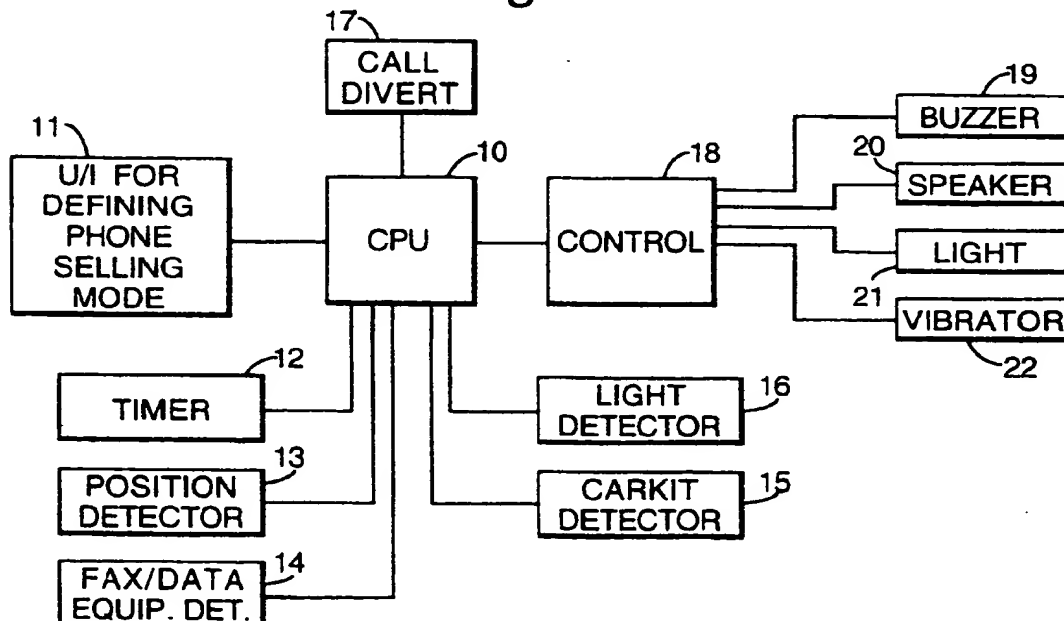 17
CALL
DIVERT
11
U/I FOR
DEFINING
PHONE
SELLING
MODE
10
CPU
18
CONTROL
19
BUZZER
20
SPEAKER
LIGHT
21
VIBRATOR
22
12
TIMER
13
POSITION
DETECTOR
14
FAX/DATA
EQUIP. DET.
LIGHT
DETECTOR
16
CARKIT
DETECTOR
15